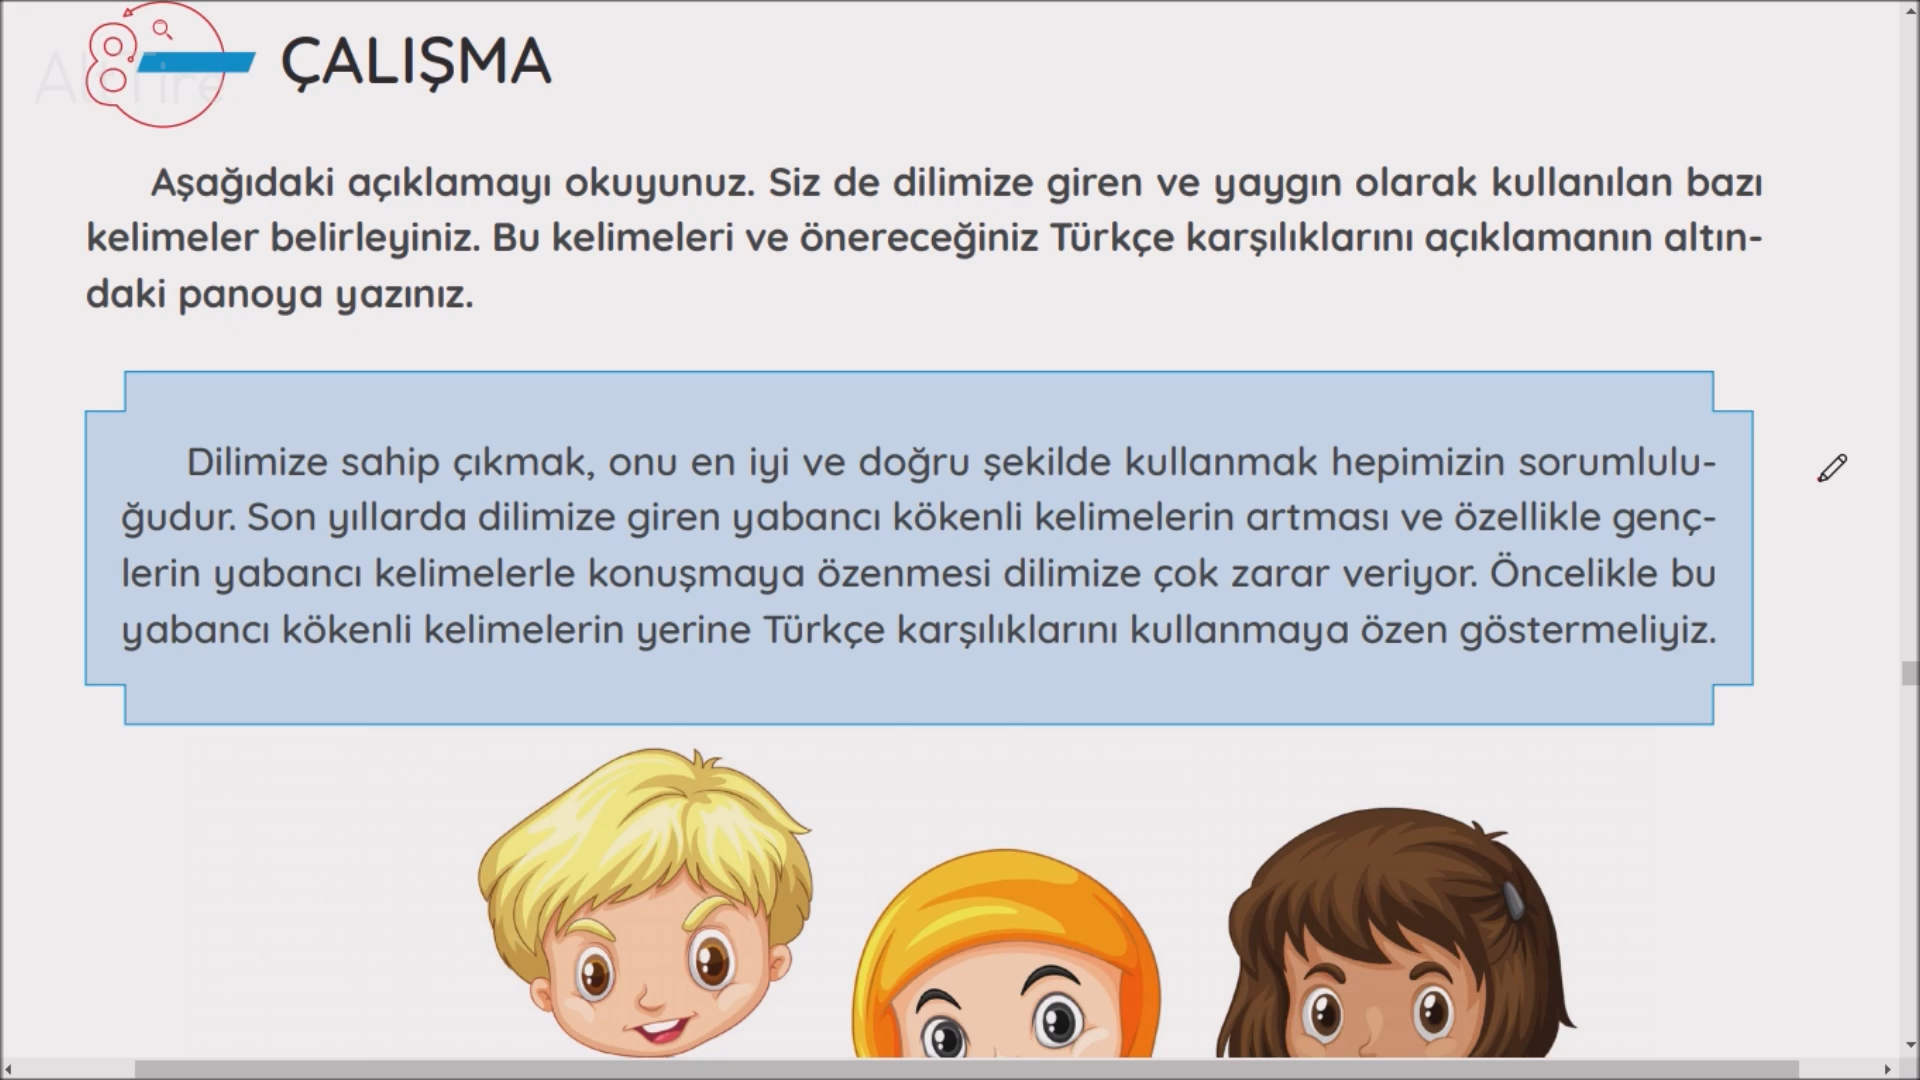 8 ÇALIŞMA
Aşağıdaki açıklamayı okuyunuz. Siz de dilimize giren ve yaygın olarak kullanılan bazı
kelimeler belirleyiniz. Bu kelimeleri ve önereceğiniz Türkçe karşılıklarını açıklamanın altın-
daki panoya yazınız.
Dilimize sahip çıkmak, onu en iyi ve doğru şekilde kullanmak hepimizin sorumlulu-
ğudur. Son yıllarda dilimize giren yabancı kökenli kelimelerin artması ve özellikle genç-
lerin yabancı kelimelerle konuşmaya özenmesi dilimize çok zarar veriyor. Öncelikle bu
yabancı kökenli kelimelerin yerine Türkçe karşılıklarını kullanmaya özen göstermeliyiz.